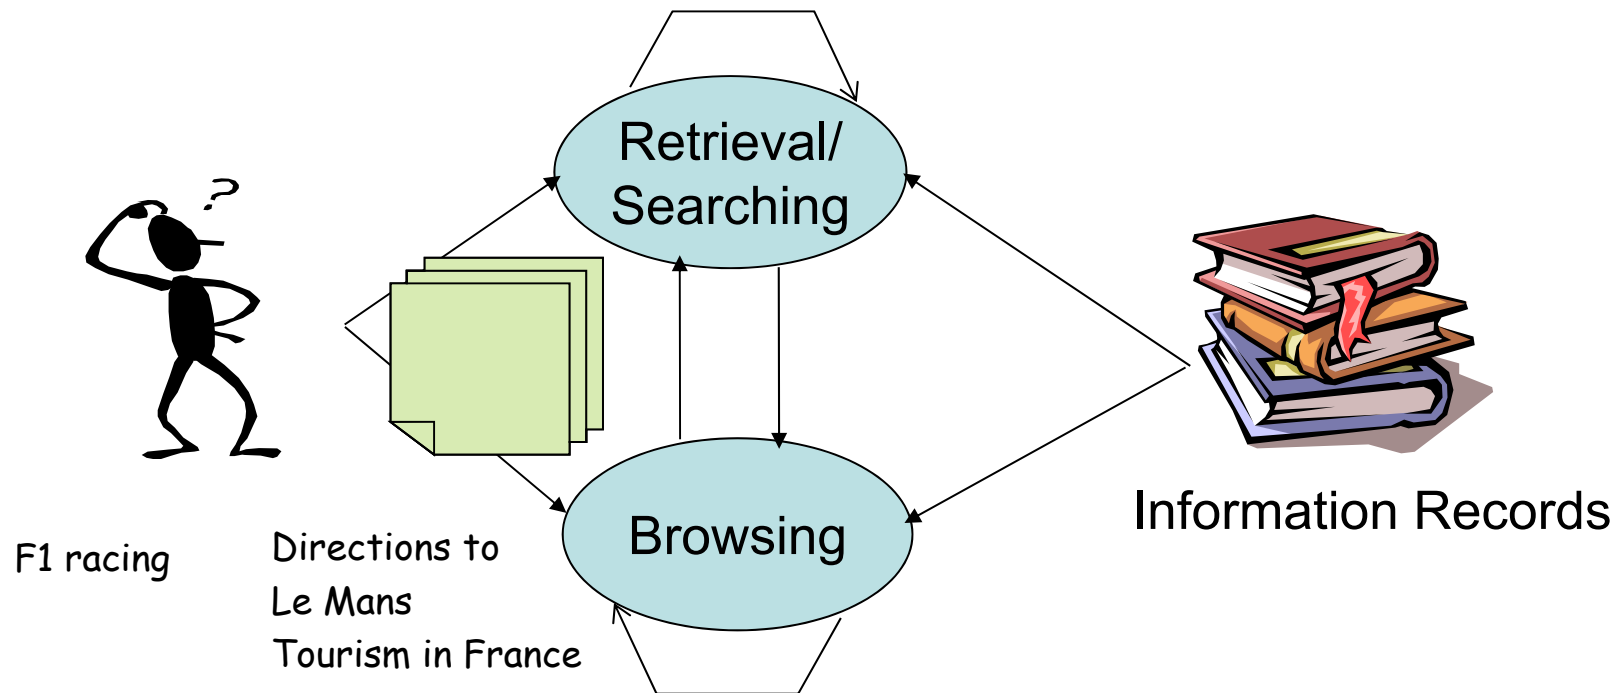 Retrieval/
Searching
?
Browsing
Information Records
F1 racing
Directions to
Le Mans
Tourism in France